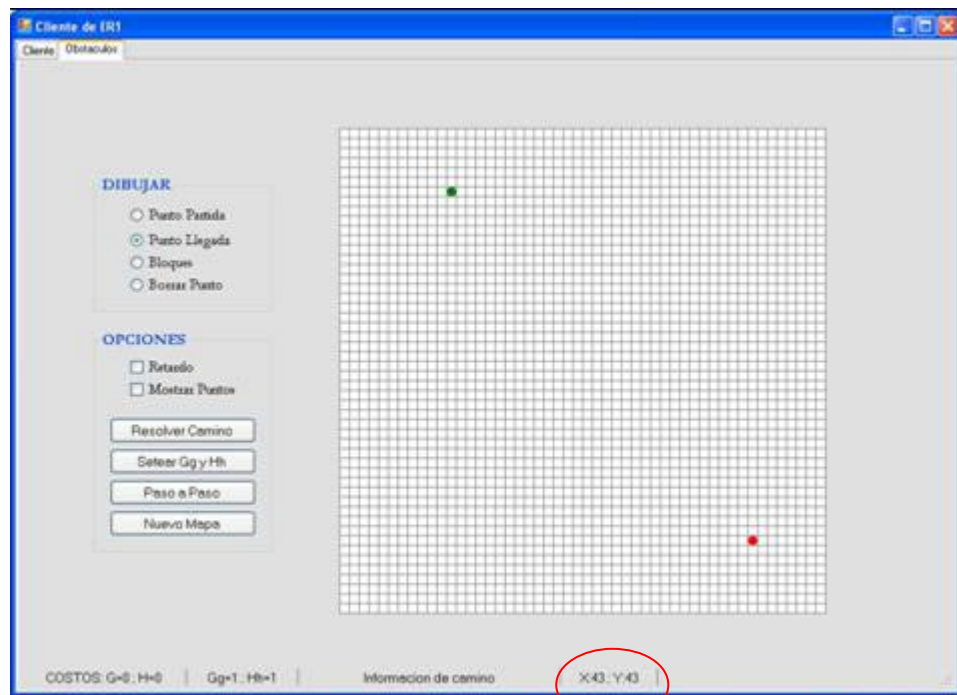 Cliente de ER1
Cliente Obstaculos
DIBUJAR
Punto Partida
Punto Llegada
Bloques
Borrar Punto
OPCIONES
Retardo
Mostrar Puntos
Resolver Camino
Setear Gg y Hh
Paso a Paso
Nuevo Mapa
COSTOS: G=0 ; H=0 Gg=1 ; Hh=1 Informacion de camino X:43 ; Y:43